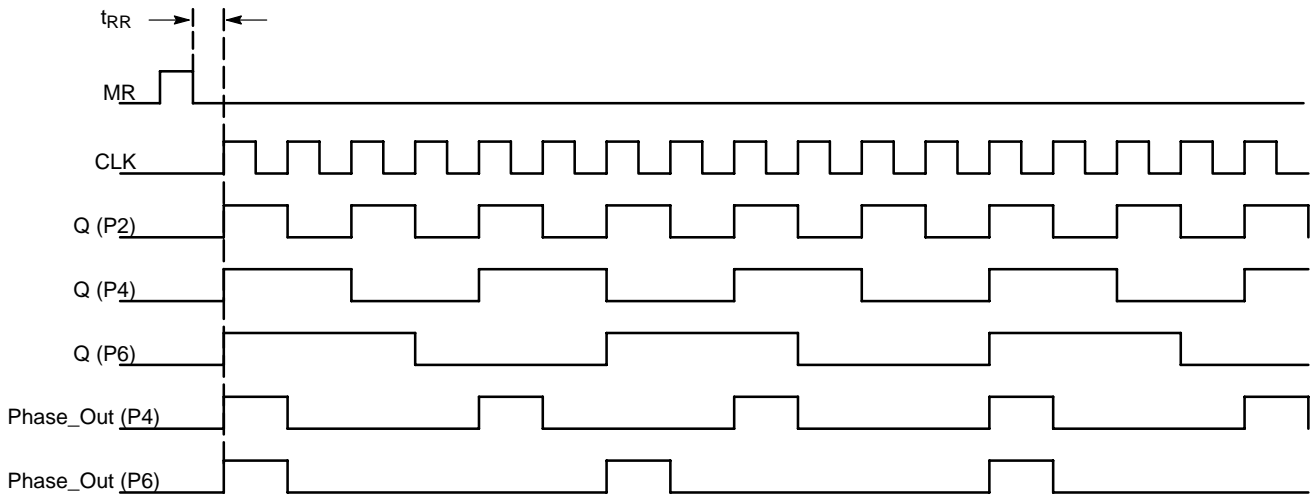 tRR
MR
CLK
Q (P2)
Q (P4)
Q (P6)
Phase_Out (P4)
Phase_Out (P6)